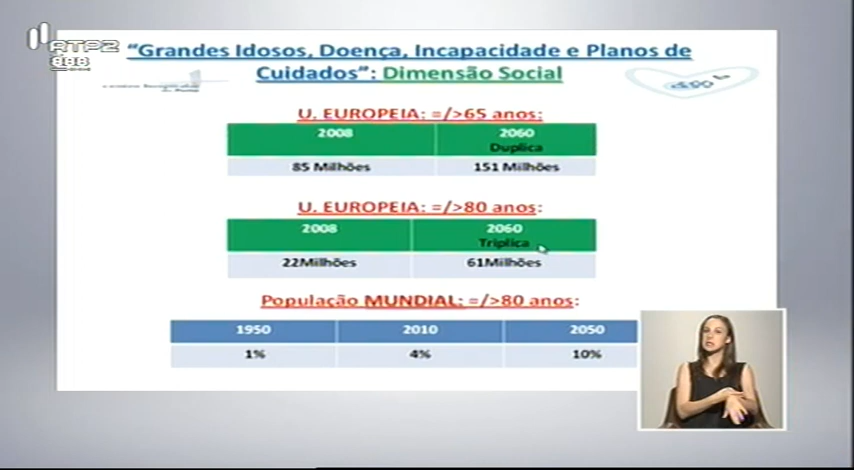 RTP2
“Grandes Idosos, Doença, Incapacidade e Planos de
Cuidados”: Dimensão Social
U. EUROPEIA: =/>65 anos:
2008 2060
Duplica
85 Milhões 151 Milhões
U. EUROPEIA: =/>80 anos:
2008 2060
Triplica
22Milhões 61Milhões
População MUNDIAL: =/>80 anos:
1950 2010 2050
1% 4% 10%